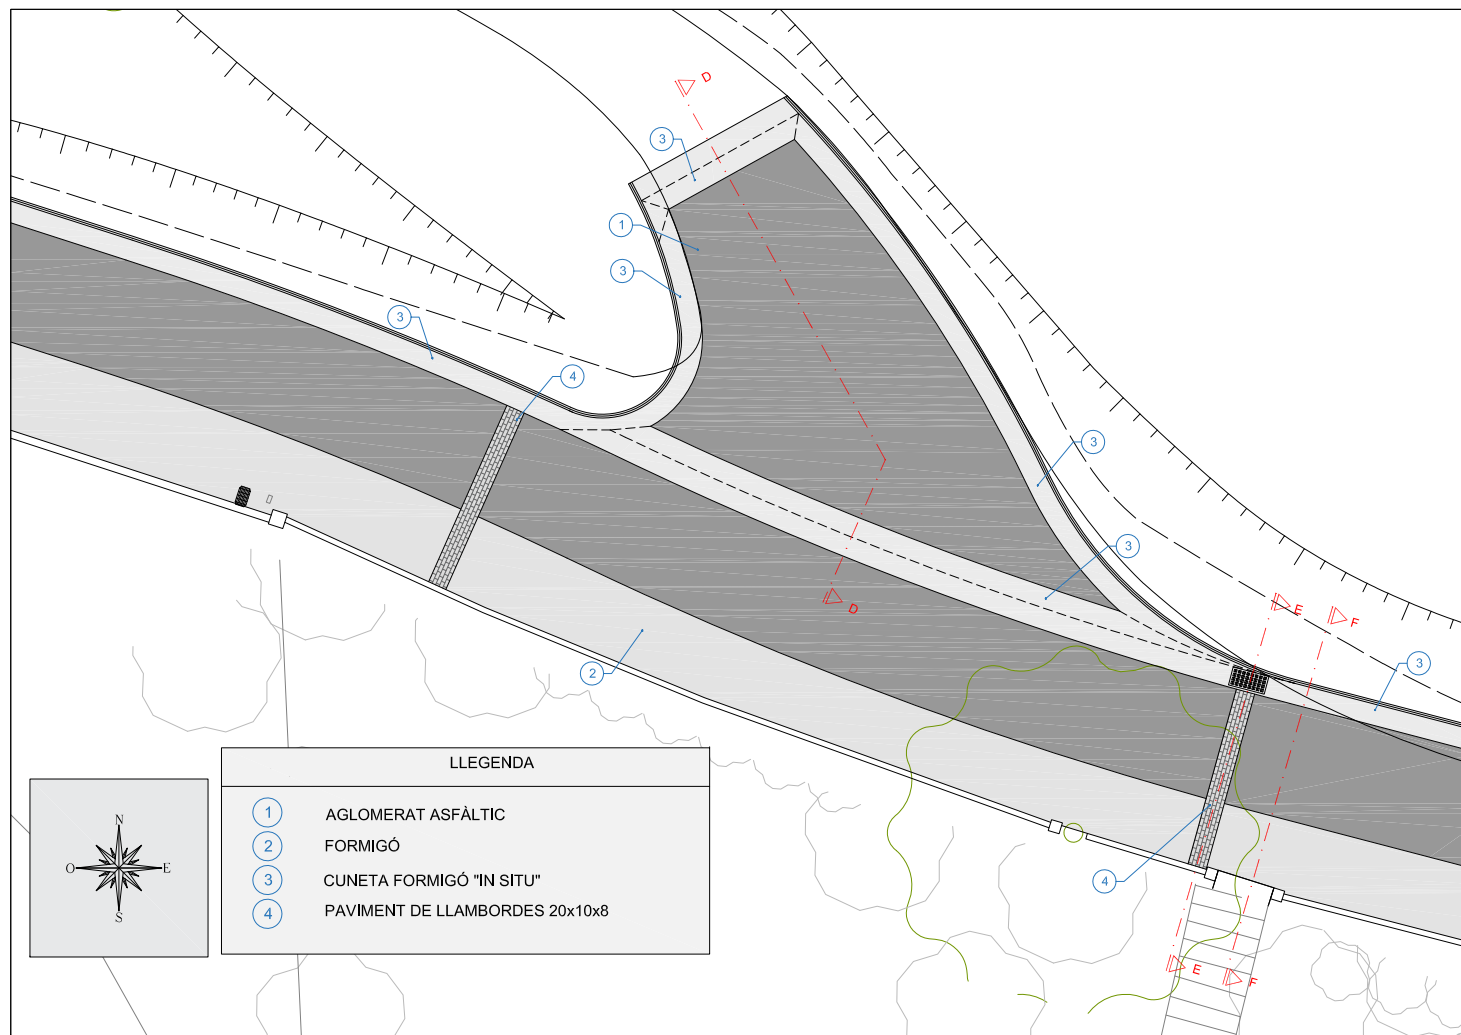 D
3
1
3
3
4
3
3
D
E
F
2
3
LLEGENDA
1 AGLOMERAT ASFÀLTIC
2 FORMIGÓ
3 CUNETA FORMIGÓ "IN SITU"
4 PAVIMENT DE LLAMBORDES 20x10x8
N
O E
S
4
E
F